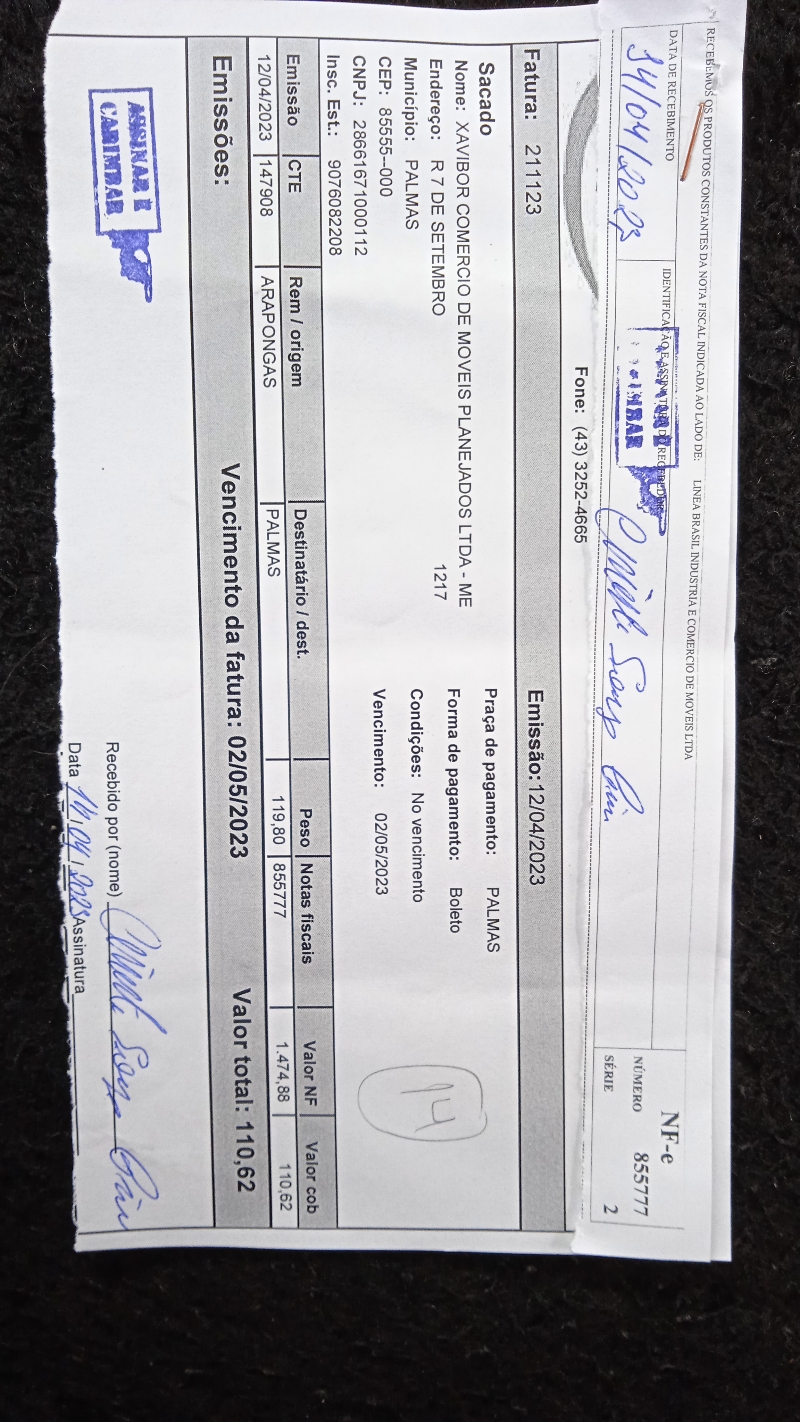 RECEBEMOS OS PRODUTOS CONSTANTES DA NOTA FISCAL INDICADA AO LADO DE: LINEA BRASIL INDUSTRIA E COMERCIO DE MOVEIS LTDA
DATA DE RECEBIMENTO
14/04/2023
IDENTIFICAÇÃO E ASSINATURA DO RECEBEDOR
CARIMBAR
NF-e
NÚMERO 855777
SÉRIE 2
Fone: (43) 3252-4665
Fatura: 211123 Emissão:12/04/2023
Sacado
Nome: XAVIBOR COMERCIO DE MOVEIS PLANEJADOS LTDA - ME
Endereço: R 7 DE SETEMBRO 1217
Município: PALMAS
CEP: 85555--000
CNPJ: 28661671000112
Insc. Est.: 9076082208
Praça de pagamento: PALMAS
Forma de pagamento: Boleto
Condições: No vencimento
Vencimento: 02/05/2023
14
Emissão CTE Rem / origem Destinatário / dest. Peso Notas fiscais Valor NF Valor cob
12/04/2023 147908 ARAPONGAS PALMAS 119,80 855777 1.474,88 110,62
Emissões: Vencimento da fatura: 02/05/2023 Valor total: 110,62
ASSINAR E
CARIMBAR
Recebido por (nome)
Data 14/04/2023 Assinatura